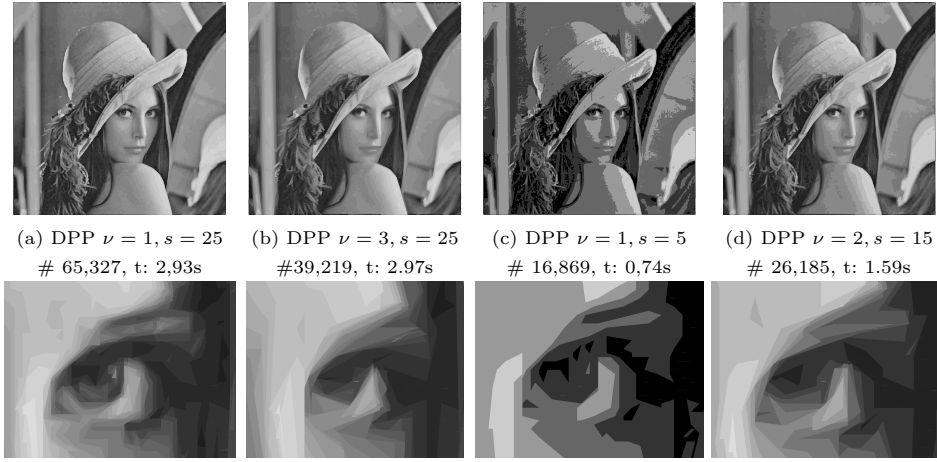 (a) DPP ν = 1, s = 25
# 65,327, t: 2,93s
(b) DPP ν = 3, s = 25
#39,219, t: 2.97s
(c) DPP ν = 1, s = 5
# 16,869, t: 0,74s
(d) DPP ν = 2, s = 15
# 26,185, t: 1.59s